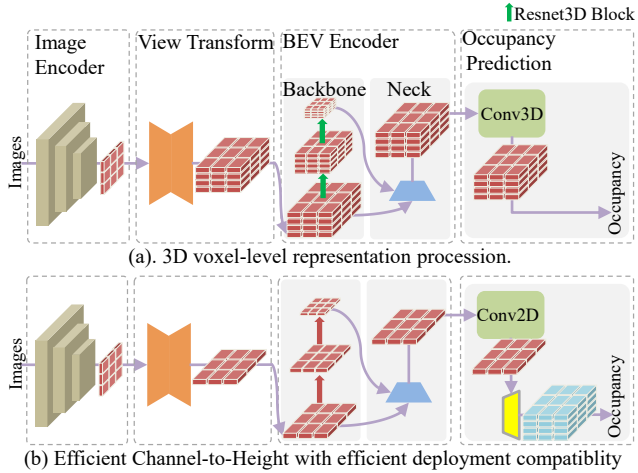 Resnet3D Block
Image
Encoder
View Transform
BEV Encoder
Occupancy
Prediction
Backbone
Neck
Images
Conv3D
Occupancy
(a). 3D voxel-level representation procession.
Images
Conv2D
Occupancy
(b) Efficient Channel-to-Height with efficient deployment compatiblity